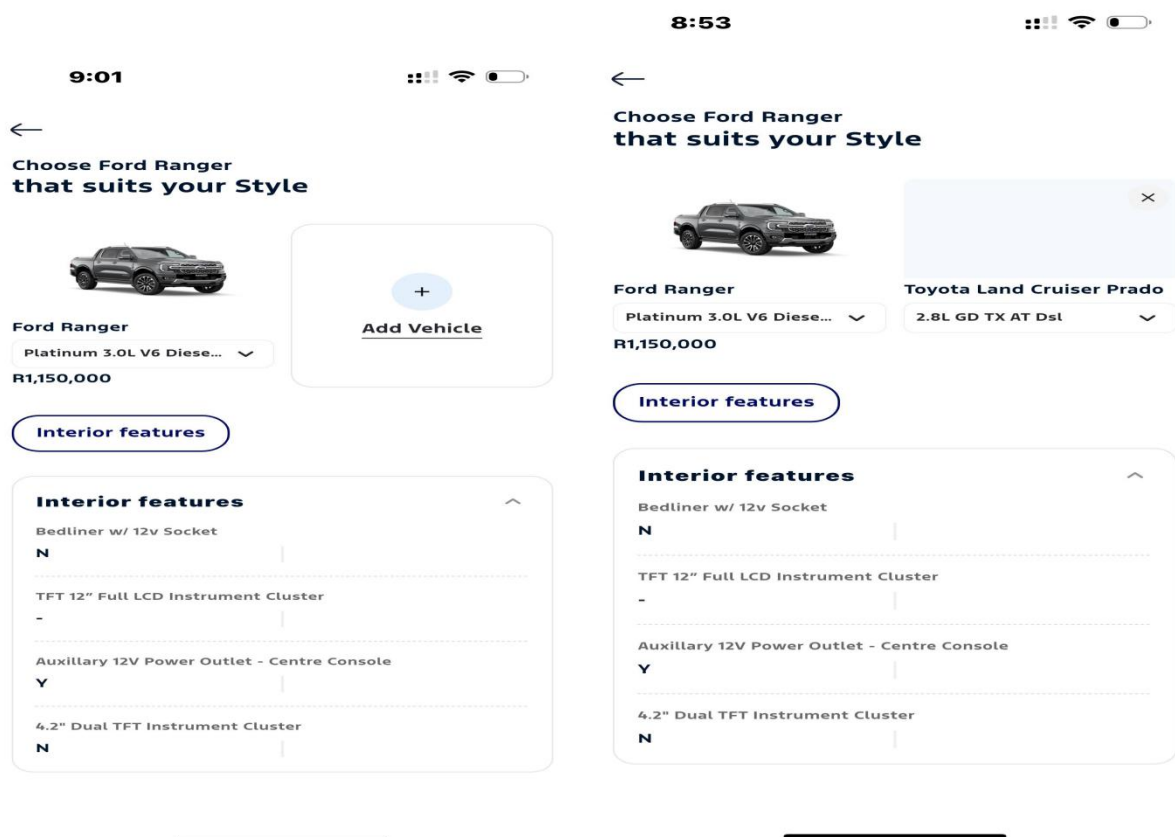 9:01
Choose Ford Ranger
that suits your Style
Ford Ranger
Platinum 3.0L V6 Diese...
R1,150,000
+
Add Vehicle
Interior features
Interior features
Bedliner w/ 12v Socket
N
TFT 12" Full LCD Instrument Cluster
-
Auxillary 12V Power Outlet - Centre Console
Y
4.2" Dual TFT Instrument Cluster
N
8:53
Choose Ford Ranger
that suits your Style
Ford Ranger
Platinum 3.0L V6 Diese...
R1,150,000
Toyota Land Cruiser Prado
2.8L GD TX AT Dsl
Interior features
Interior features
Bedliner w/ 12v Socket
N
TFT 12" Full LCD Instrument Cluster
-
Auxillary 12V Power Outlet - Centre Console
Y
4.2" Dual TFT Instrument Cluster
N